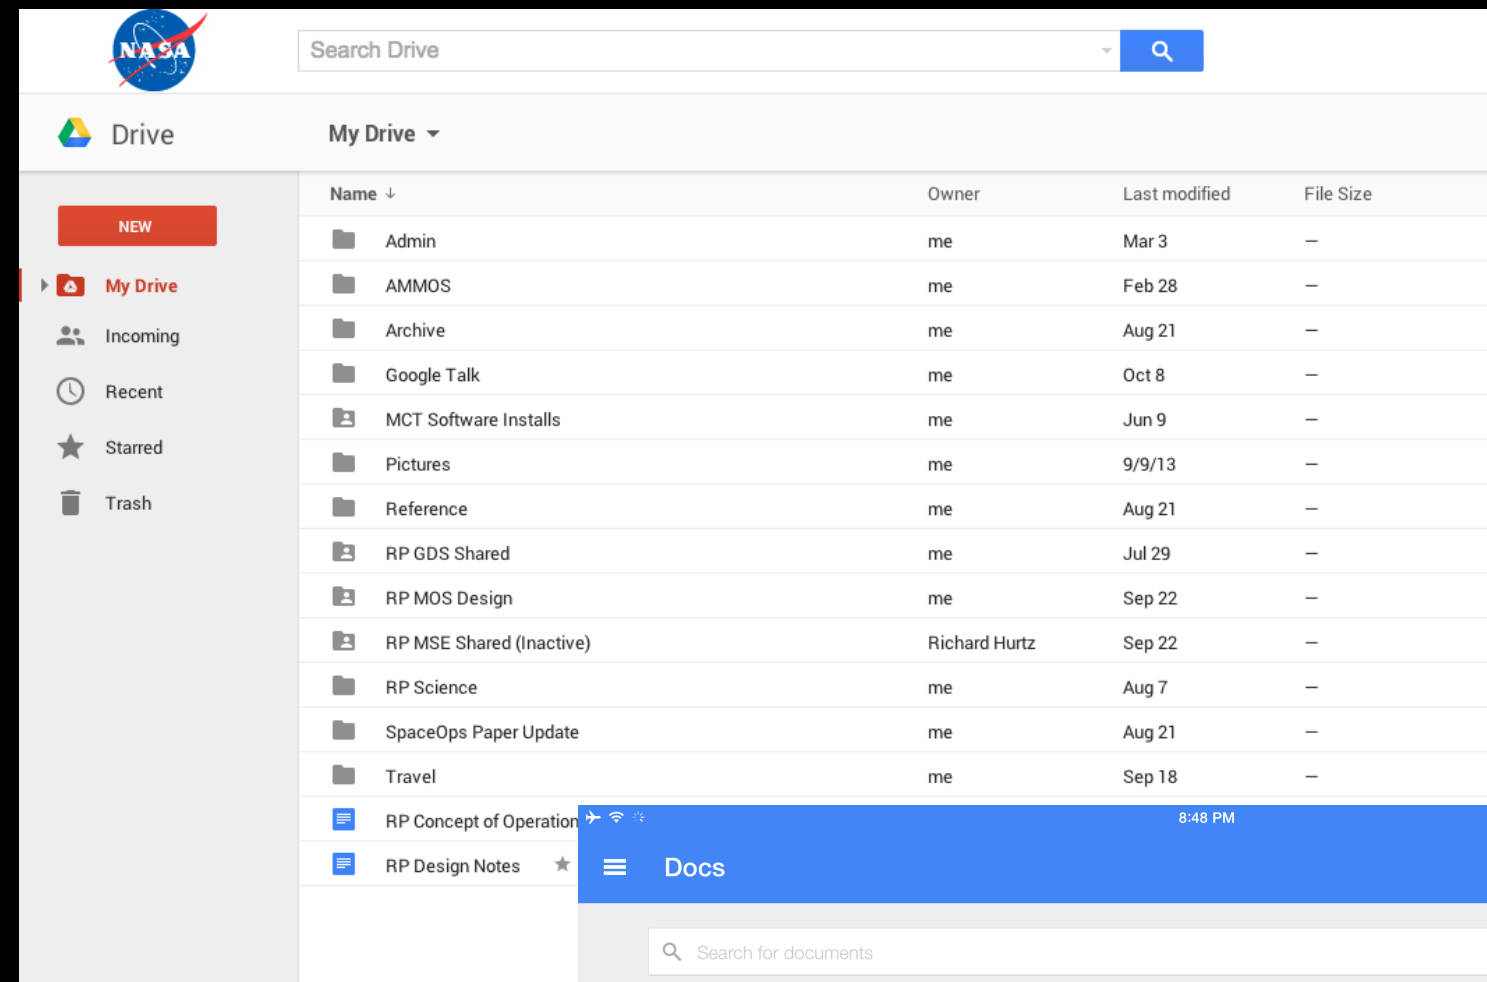 NASA
Search Drive
Drive
My Drive
Name Owner Last modified File Size
NEW
My Drive
Incoming
Recent
Starred
Trash
Admin me Mar 3 –
AMMOS me Feb 28 –
Archive me Aug 21 –
Google Talk me Oct 8 –
MCT Software Installs me Jun 9 –
Pictures me 9/9/13 –
Reference me Aug 21 –
RP GDS Shared me Jul 29 –
RP MOS Design me Sep 22 –
RP MSE Shared (Inactive) Richard Hurtz Sep 22 –
RP Science me Aug 7 –
SpaceOps Paper Update me Aug 21 –
Travel me Sep 18 –
RP Concept of Operation
RP Design Notes
8:48 PM
Docs
Search for documents